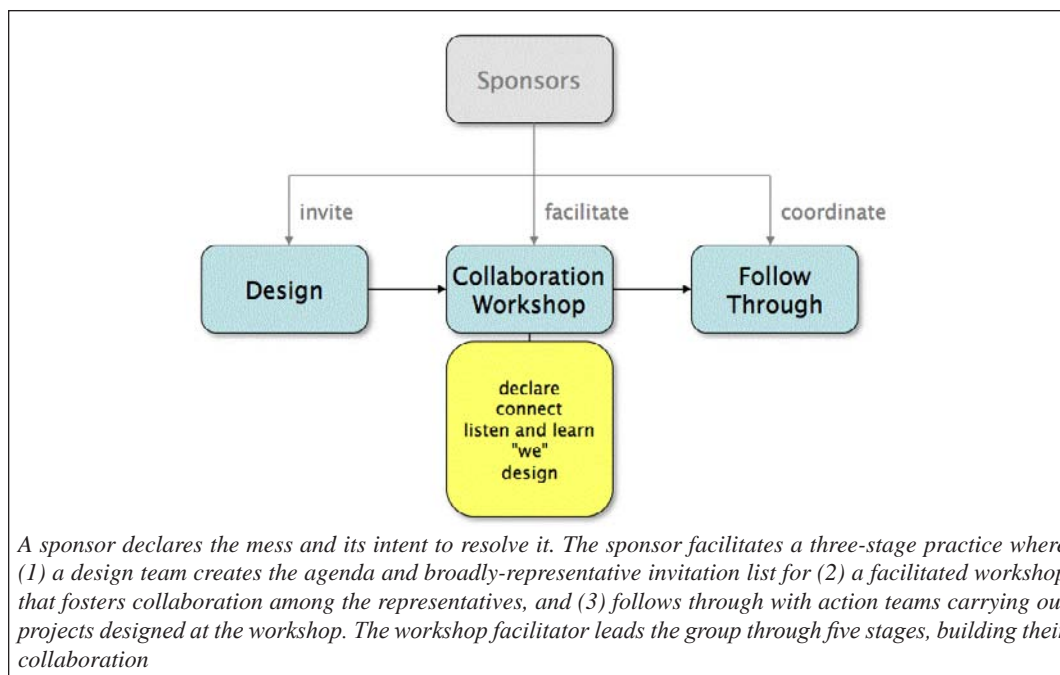 Sponsors
invite
facilitate
coordinate
Design
Collaboration
Workshop
Follow
Through
declare
connect
listen and learn
"we"
design
A sponsor declares the mess and its intent to resolve it. The sponsor facilitates a three-stage practice where
(1) a design team creates the agenda and broadly-representative invitation list for (2) a facilitated workshop
that fosters collaboration among the representatives, and (3) follows through with action teams carrying ou
projects designed at the workshop. The workshop facilitator leads the group through five stages, building thei
collaboration